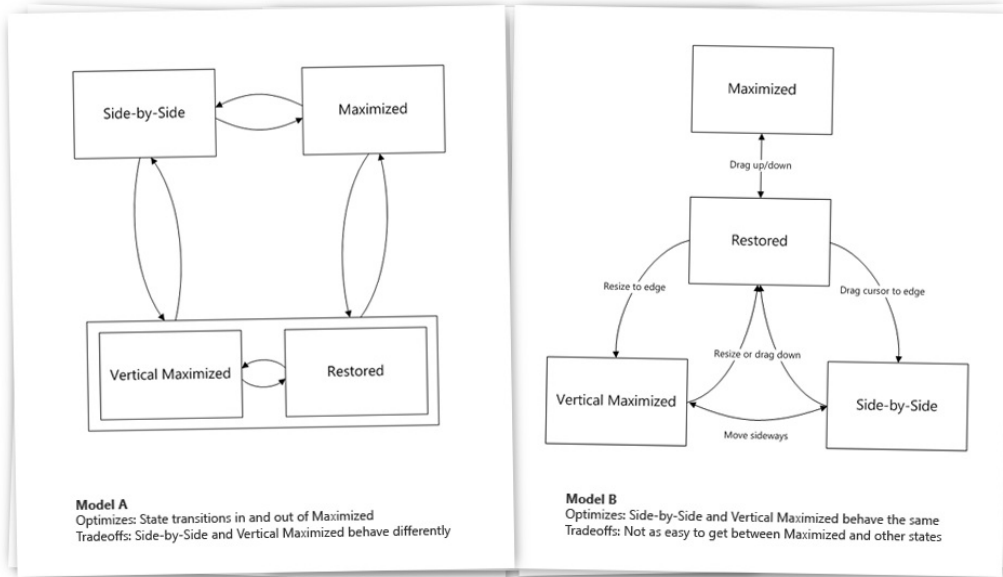 Side-by-Side
Maximized
Vertical Maximized
Restored
Model A
Optimizes: State transitions in and out of Maximized
Tradeoffs: Side-by-Side and Vertical Maximized behave differently
Maximized
Drag up/down
Restored
Resize to edge
Drag cursor to edge
Resize or drag down
Vertical Maximized
Side-by-Side
Move sideways
Model B
Optimizes: Side-by-Side and Vertical Maximized behave the same
Tradeoffs: Not as easy to get between Maximized and other states